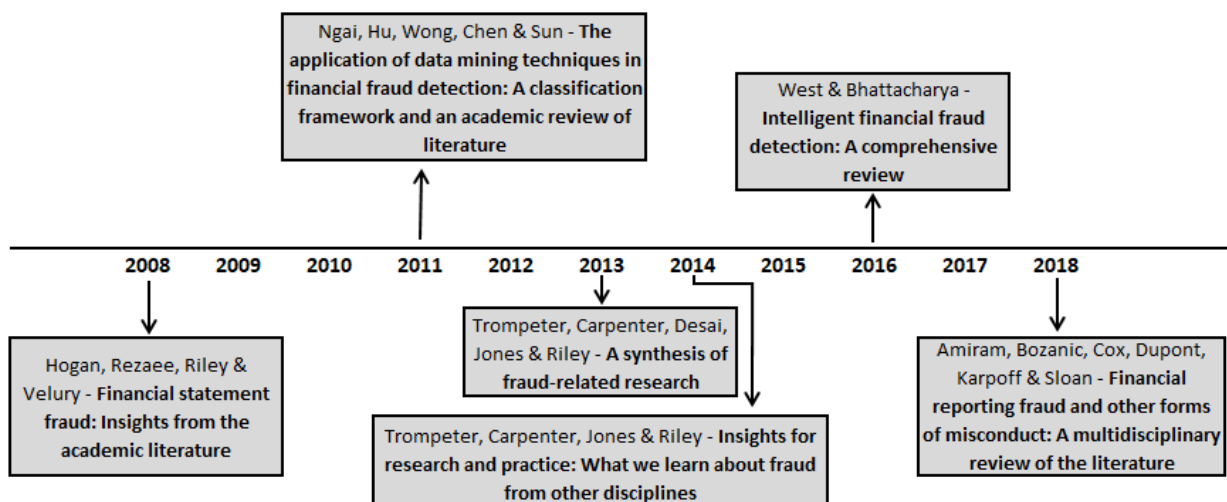 Ngai, Hu, Wong, Chen & Sun - The
application of data mining techniques in
financial fraud detection: A classification
framework and an academic review of
literature
West & Bhattacharya -
Intelligent financial fraud
detection: A comprehensive
review
2008 2009 2010 2011 2012 2013 2014 2015 2016 2017 2018
Hogan, Rezaee, Riley &
Velury - Financial statement
fraud: Insights from the
academic literature
Trompeter, Carpenter, Desai,
Jones & Riley - A synthesis of
fraud-related research
Trompeter, Carpenter, Jones & Riley - Insights for
research and practice: What we learn about fraud
from other disciplines
Amiram, Bozanic, Cox, Dupont,
Karpoff & Sloan - Financial
reporting fraud and other forms
of misconduct: A multidisciplinary
review of the literature